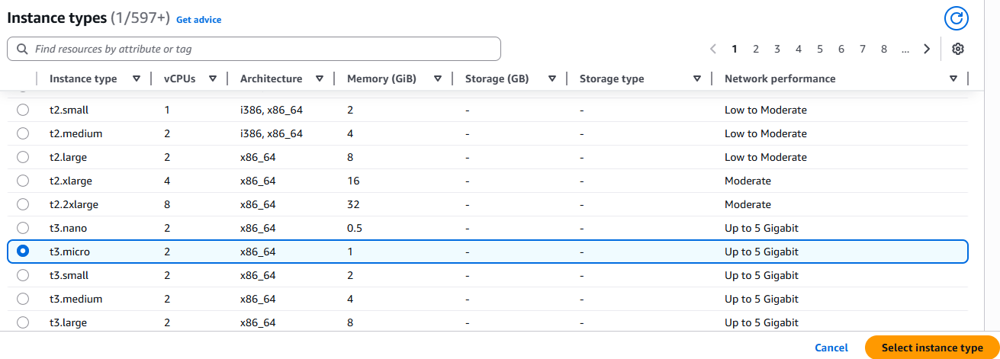 Instance types (1/597+) Get advice
Find resources by attribute or tag
1 2 3 4 5 6 7 8 ...
Instance type vCPUs Architecture Memory (GiB) Storage (GB) Storage type Network performance
t2.small 1 i386, x86_64 2 - - Low to Moderate
t2.medium 2 i386, x86_64 4 - - Low to Moderate
t2.large 2 x86_64 8 - - Low to Moderate
t2.xlarge 4 x86_64 16 - - Moderate
t2.2xlarge 8 x86_64 32 - - Moderate
t3.nano 2 x86_64 0.5 - - Up to 5 Gigabit
t3.micro 2 x86_64 1 - - Up to 5 Gigabit
t3.small 2 x86_64 2 - - Up to 5 Gigabit
t3.medium 2 x86_64 4 - - Up to 5 Gigabit
t3.large 2 x86_64 8 - - Up to 5 Gigabit
Cancel Select instance type